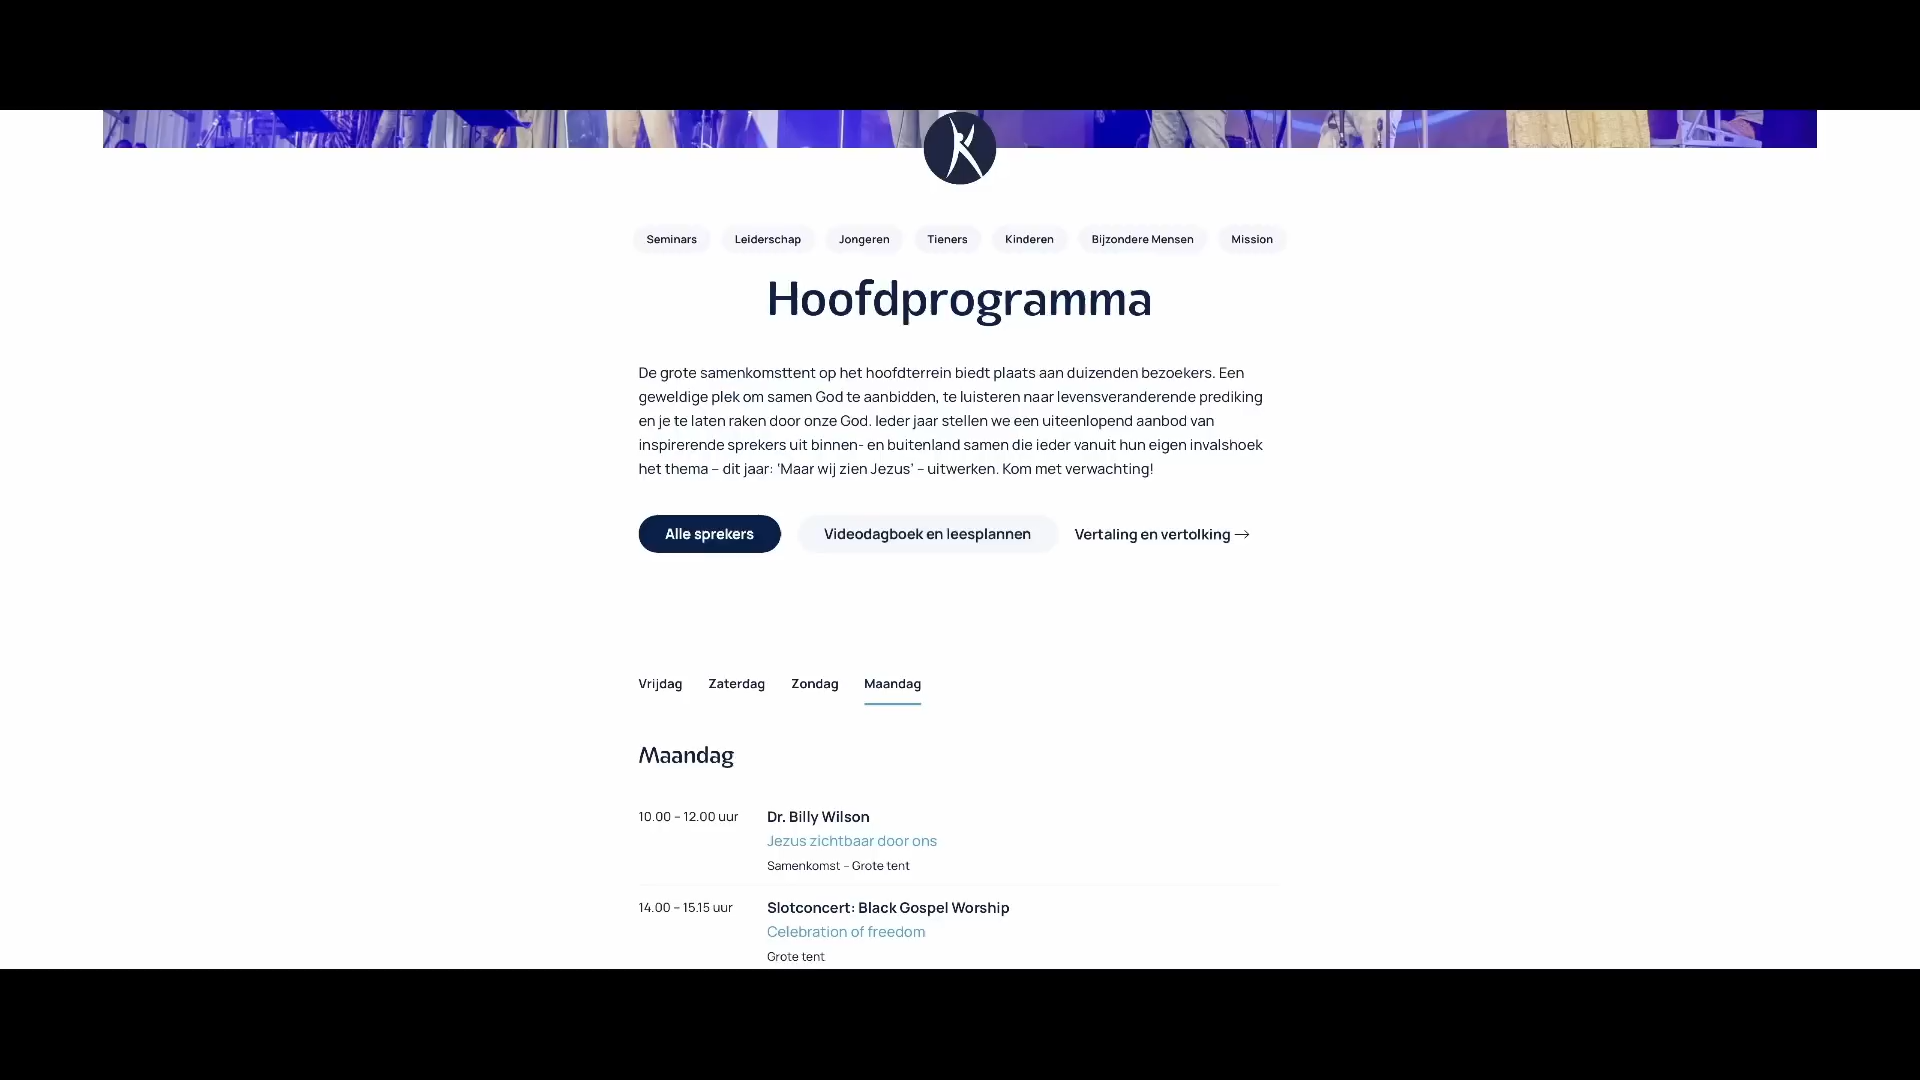 Seminars Leiderschap Jongeren Tieners Kinderen Bijzondere Mensen Mission
Hoofdprogramma
De grote samenkomsttent op het hoofdterrein biedt plaats aan duizenden bezoekers. Een
geweldige plek om samen God te aanbidden, te luisteren naar levensveranderende prediking
en je te laten raken door onze God. Ieder jaar stellen we een uiteenlopend aanbod van
inspirerende sprekers uit binnen- en buitenland samen die ieder vanuit hun eigen invalshoek
het thema – dit jaar: ‘Maar wij zien Jezus’ – uitwerken. Kom met verwachting!
Alle sprekers Videodagboek en leesplannen Vertaling en vertolking →
Vrijdag Zaterdag Zondag Maandag
Maandag
10.00 – 12.00 uur Dr. Billy Wilson
Jezus zichtbaar door ons
Samenkomst – Grote tent
14.00 – 15.15 uur Slotconcert: Black Gospel Worship
Celebration of freedom
Grote tent